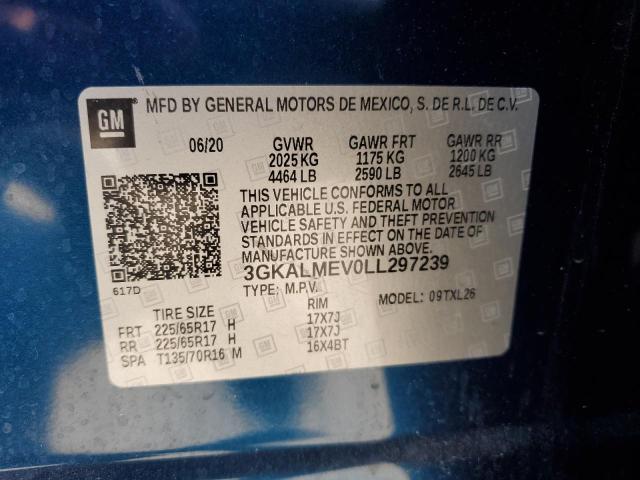 GM
MFD BY GENERAL MOTORS DE MEXICO, S. DE R.L. DE C.V.
06/20 GVWR GAWR FRT GAWR RR
2025 KG 1175 KG 1200 KG
4464 LB 2590 LB 2645 LB
THIS VEHICLE CONFORMS TO ALL
APPLICABLE U.S. FEDERAL MOTOR
VEHICLE SAFETY AND THEFT PREVENTION
STANDARDS IN EFFECT ON THE DATE
OF MANUFACTURE SHOWN ABOVE.
3GKALMEV0LL297239
617D
TYPE: M.P.V. MODEL: 09TXL26
TIRE SIZE RIM
FRT 225/65R17 H 17X7J
RR 225/65R17 H 17X7J
SPA T135/70R16 M 16X4BT